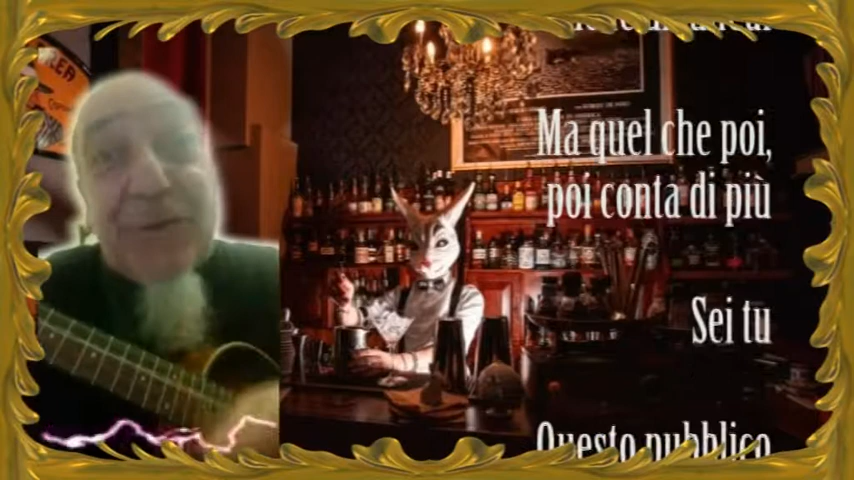 Ma quel che poi,
poi conta di più
Sei tu
Questo pubblico